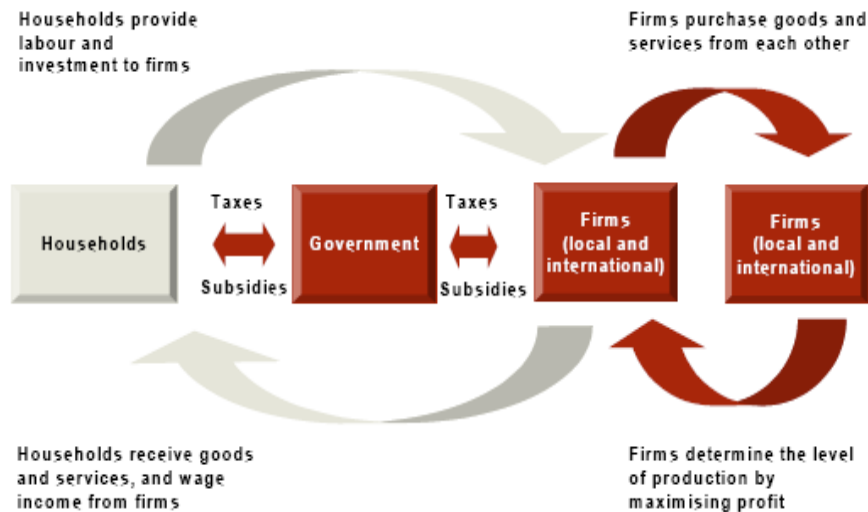 Households provide
labour and
investment to firms
Firms purchase goods and
services from each other
Households
Taxes
Subsidies
Government
Taxes
Subsidies
Firms
(local and
international)
Firms
(local and
international)
Households receive goods
and services, and wage
income from firms
Firms determine the level
of production by
maximising profit